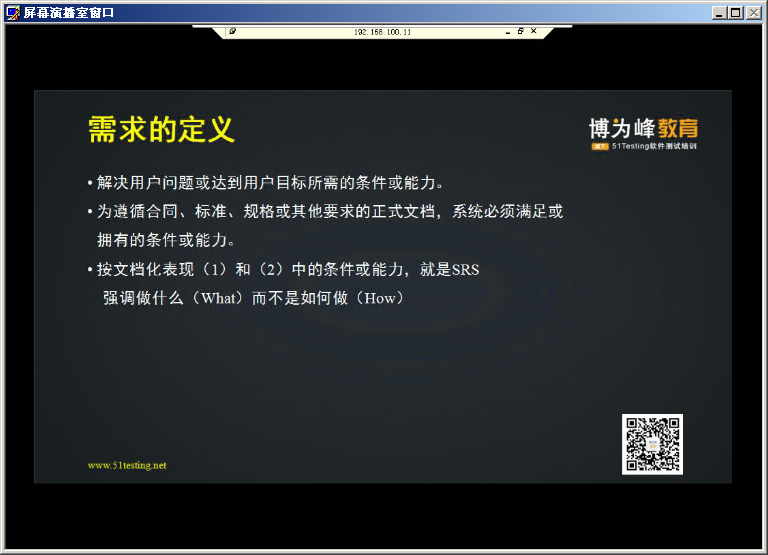 屏幕演播室窗口
192.168.100.11
需求的定义
博为峰教育
旗下 51Testing软件测试培训
• 解决用户问题或达到用户目标所需的条件或能力。
• 为遵循合同、标准、规格或其他要求的正式文档，系统必须满足或
拥有的条件或能力。
• 按文档化表现（1）和（2）中的条件或能力，就是SRS
强调做什么（What）而不是如何做（How）
www.51testing.net